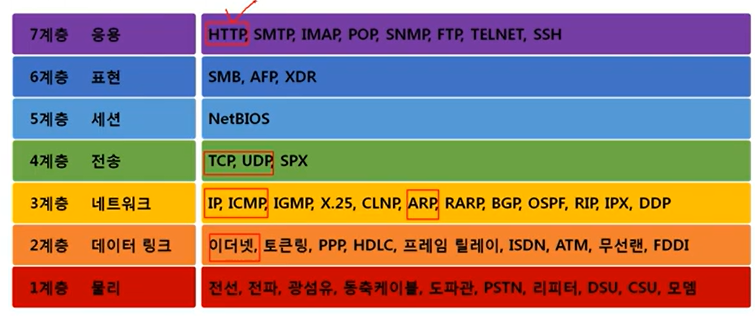 7계층 응용 HTTP, SMTP, IMAP, POP, SNMP, FTP, TELNET, SSH
6계층 표현 SMB, AFP, XDR
5계층 세션 NetBIOS
4계층 전송 TCP, UDP, SPX
3계층 네트워크 IP, ICMP, IGMP, X.25, CLNP, ARP, RARP, BGP, OSPF, RIP, IPX, DDP
2계층 데이터 링크 이더넷, 토큰링, PPP, HDLC, 프레임 릴레이, ISDN, ATM, 무선랜, FDDI
1계층 물리 전선, 전파, 광섬유, 동축케이블, 도파관, PSTN, 리피터, DSU, CSU, 모뎀